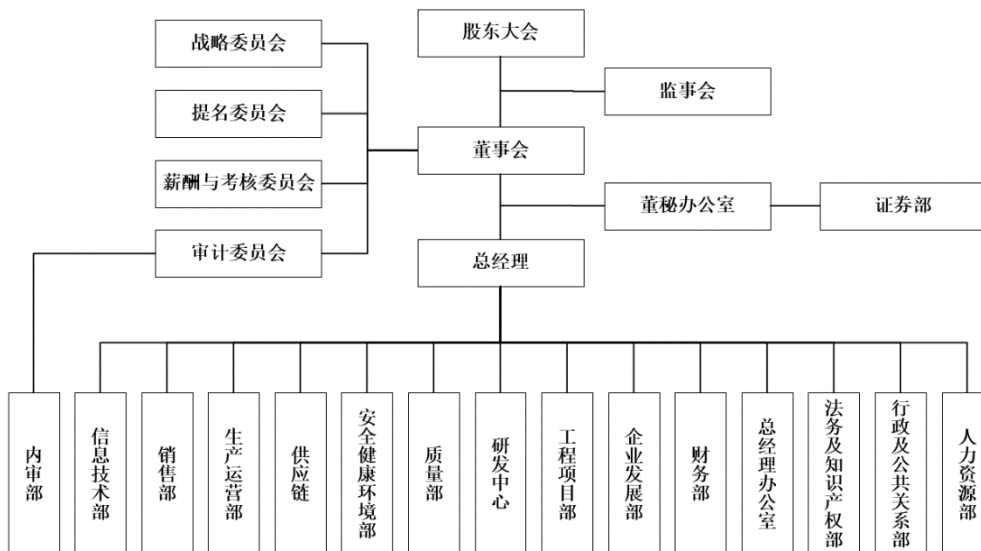 战略委员会
股东大会
提名委员会
监事会
董事会
薪酬与考核委员会
董秘办公室
证券部
审计委员会
总经理
内审部
信息技术部
销售部
生产运营部
供应链
安全健康环境部
质量部
研发中心
工程项目部
企业发展部
财务部
总经理办公室
法务及知识产权部
行政及公共关系部
人力资源部